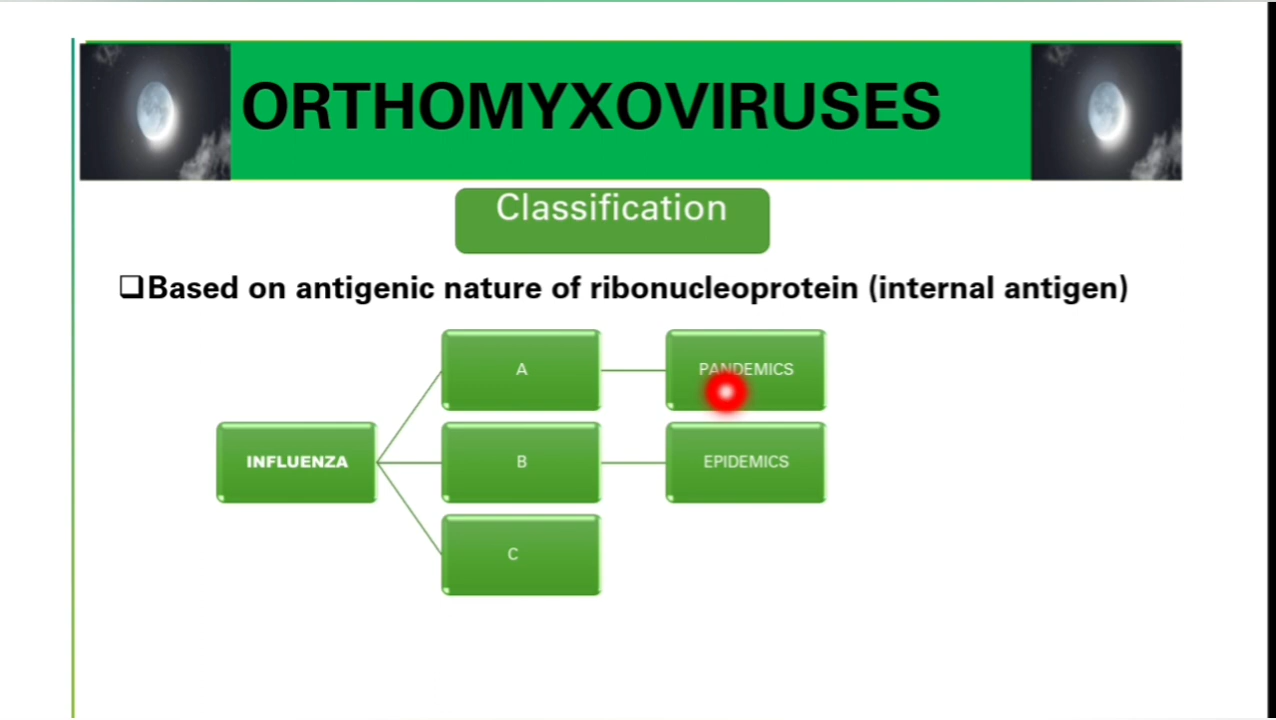 ORTHOMYXOVIRUSES
Classification
❑Based on antigenic nature of ribonucleoprotein (internal antigen)
A
PANDEMICS
INFLUENZA
B
EPIDEMICS
C